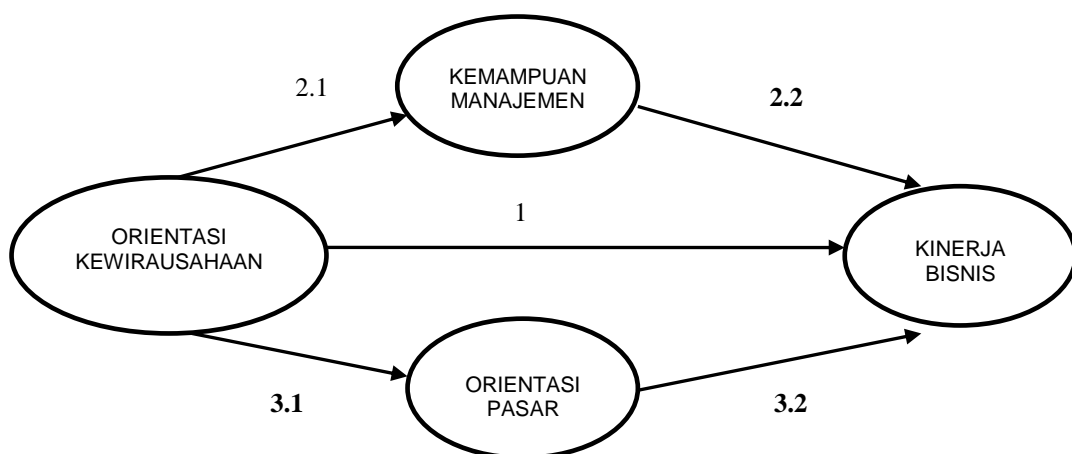 KEMAMPUAN
MANAJEMEN
2.1
2.2
1
ORIENTASI
KEWIRAUSAHAAN
KINERJA
BISNIS
ORIENTASI
PASAR
3.1
3.2